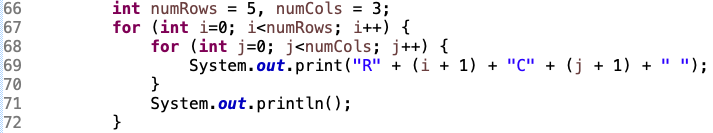 66 int numRows = 5, numCols = 3;
67 for (int i=0; i<numRows; i++) {
68 for (int j=0; j<numCols; j++) {
69 System.out.print("R" + (i + 1) + "C" + (j + 1) + " ");
70 }
71 System.out.println();
72 }